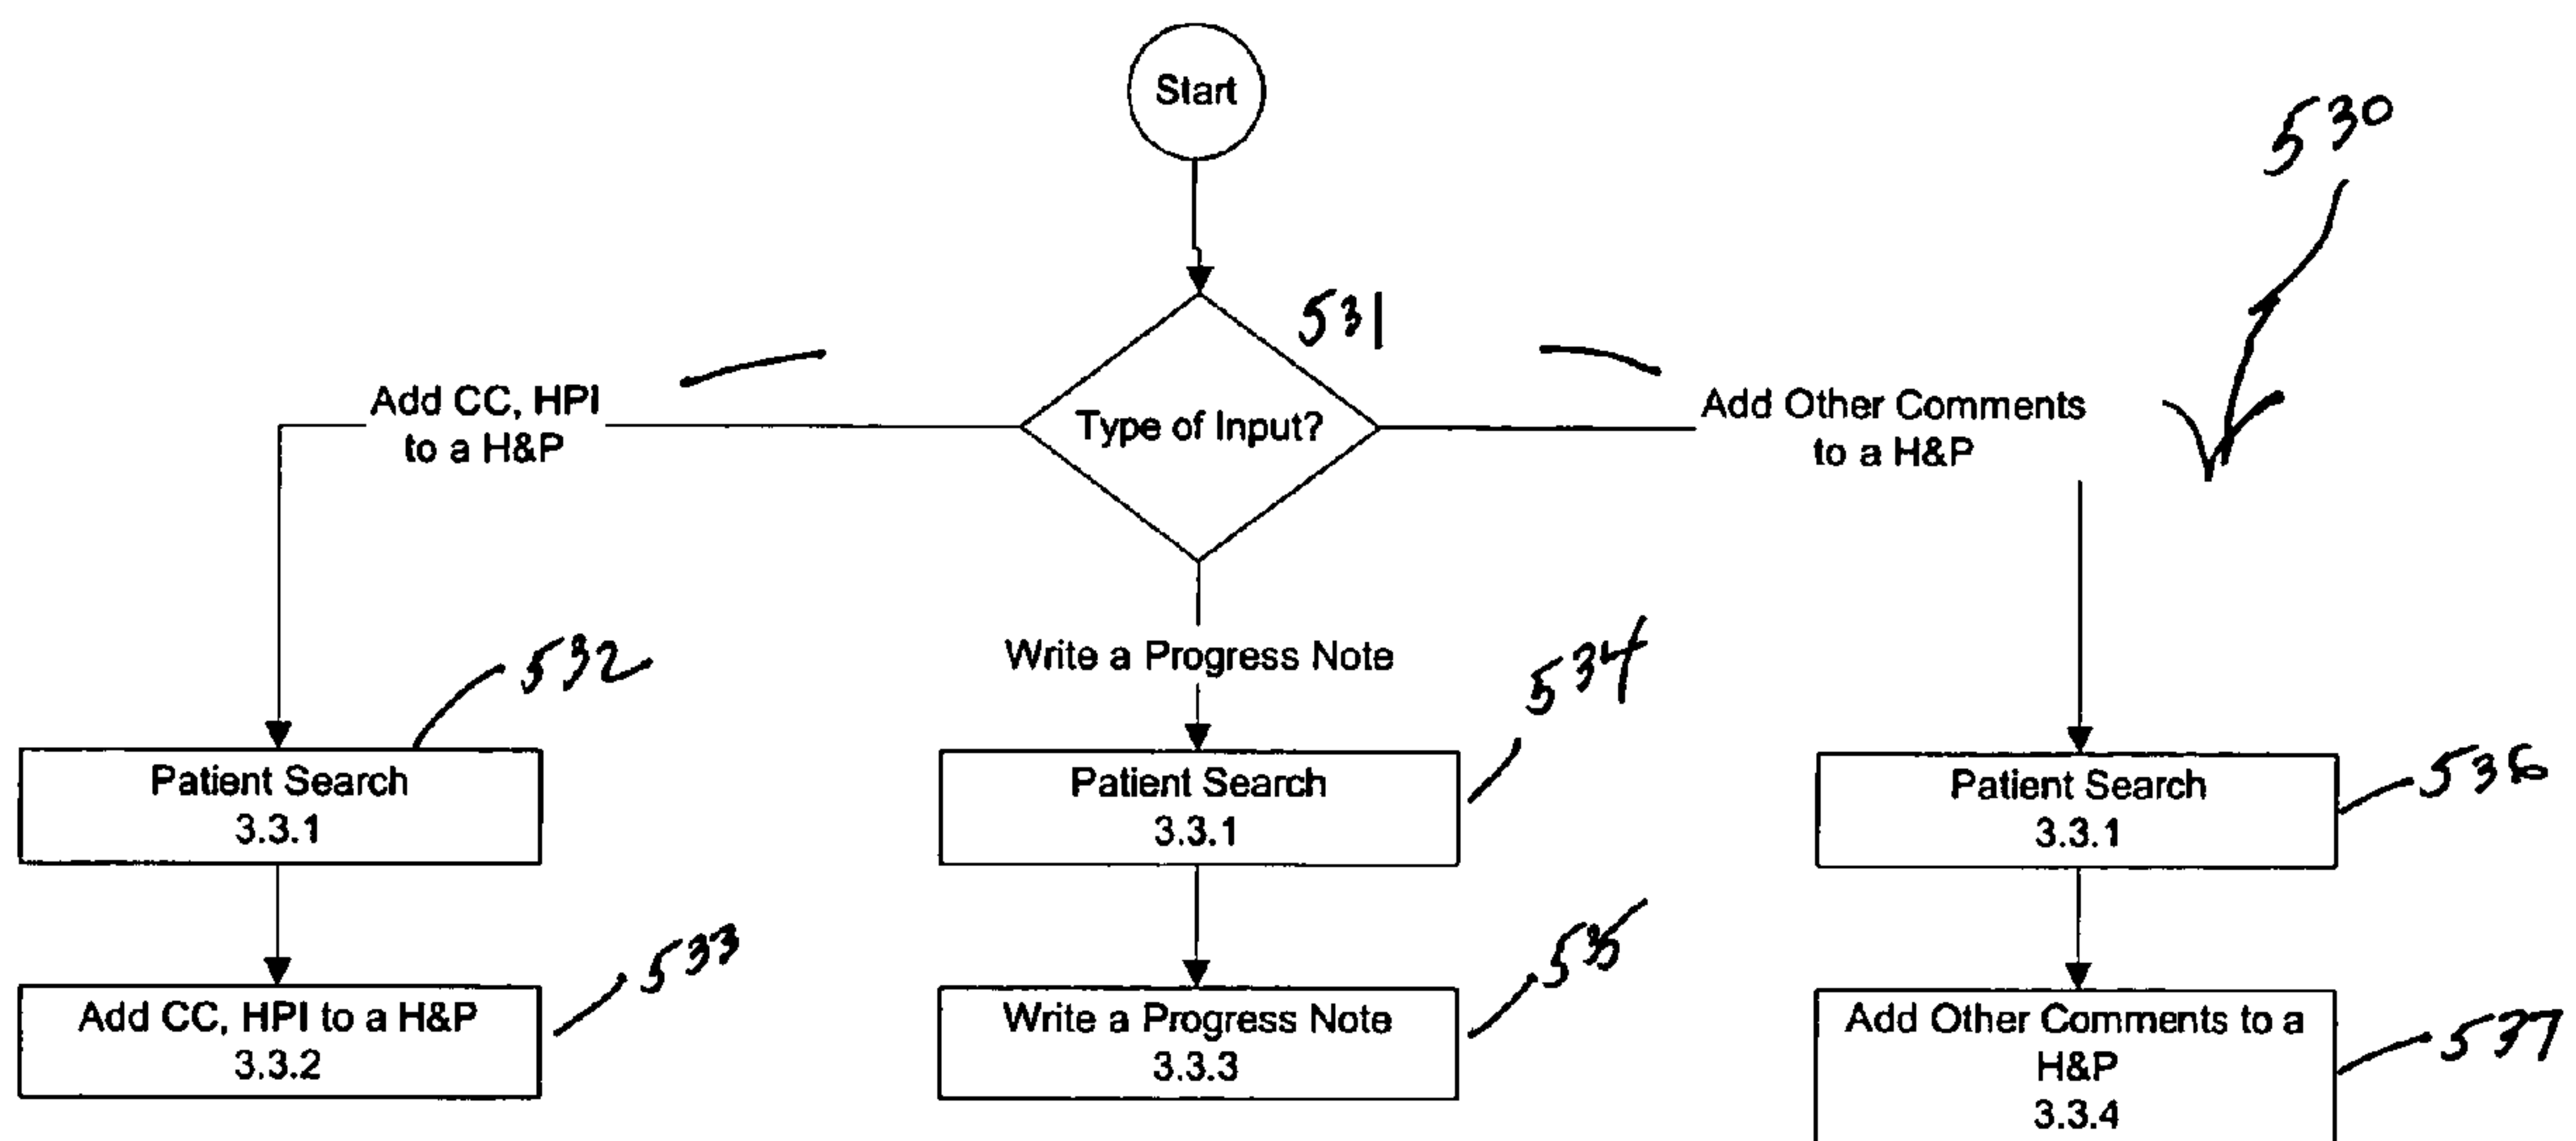 Start
530
531
Add CC, HPI
to a H&P
Type of Input?
Add Other Comments
to a H&P
532
Write a Progress Note
534
Patient Search
3.3.1
Patient Search
3.3.1
Patient Search
3.3.1
536
533
535
Add CC, HPI to a H&P
3.3.2
Write a Progress Note
3.3.3
Add Other Comments to a
H&P
3.3.4
537